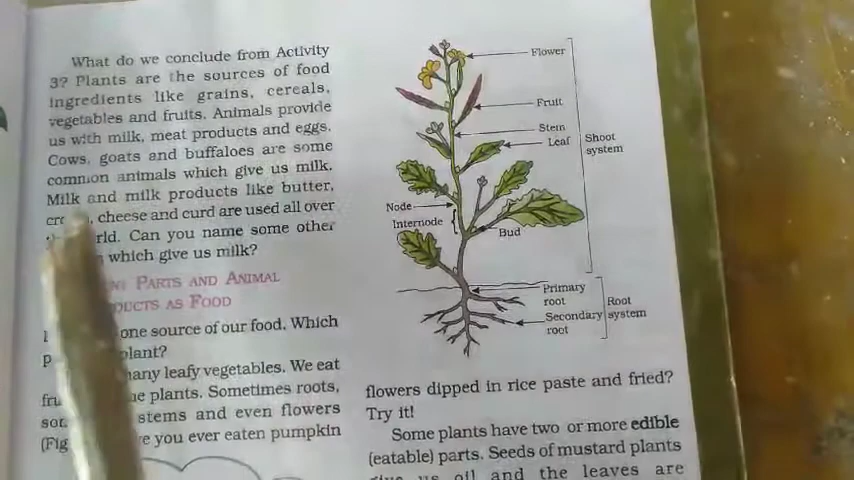 What do we conclude from Activity
3? Plants are the sources of food
ingredients like grains, cereals,
vegetables and fruits. Animals provide
us with milk, meat products and eggs.
Cows, goats and buffaloes are some
common animals which give us milk.
Milk and milk products like butter,
cheese and curd are used all over
rld. Can you name some other
which give us milk?
PARTS AND ANIMAL
DUCTS AS FOOD
one source of our food. Which
plant?
many leafy vegetables. We eat
plants. Sometimes roots,
stems and even flowers
(Fig you ever eaten pumpkin
Flower
Fruit
Stem
Leaf
Shoot
system
Node
Internode
Bud
Primary
root
Secondary
root
Root
system
flowers dipped in rice paste and fried?
Try it!
Some plants have two or more edible
(eatable) parts. Seeds of mustard plants
give us oil and the leaves are